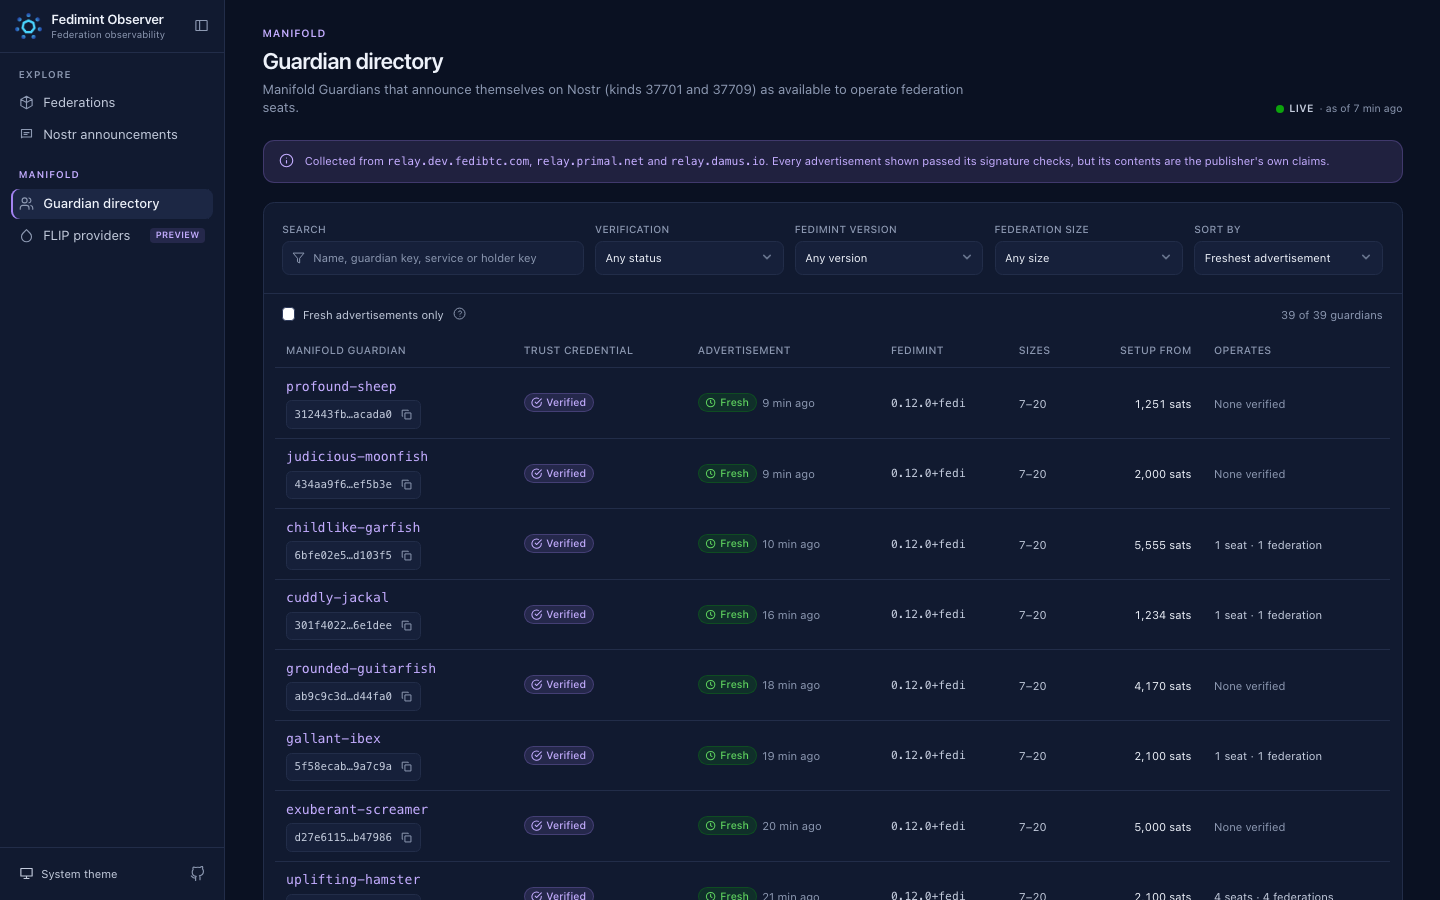 Fedimint Observer
Federation observability
EXPLORE
Federations
Nostr announcements
MANIFOLD
Guardian directory
FLIP providers PREVIEW
System theme
MANIFOLD
Guardian directory
Manifold Guardians that announce themselves on Nostr (kinds 37701 and 37709) as available to operate federation
seats.
LIVE · as of 7 min ago
Collected from relay.dev.fedibtc.com, relay.primal.net and relay.damus.io. Every advertisement shown passed its signature checks, but its contents are the publisher's own claims.
SEARCH VERIFICATION FEDIMINT VERSION FEDERATION SIZE SORT BY
Name, guardian key, service or holder key Any status Any version Any size Freshest advertisement
Fresh advertisements only 39 of 39 guardians
MANIFOLD GUARDIAN TRUST CREDENTIAL ADVERTISEMENT FEDIMINT SIZES SETUP FROM OPERATES
profound-sheep
312443fb…acada0 Verified Fresh 9 min ago 0.12.0+fedi 7–20 1,251 sats None verified
judicious-moonfish
434aa9f6…ef5b3e Verified Fresh 9 min ago 0.12.0+fedi 7–20 2,000 sats None verified
childlike-garfish
6bfe02e5…d103f5 Verified Fresh 10 min ago 0.12.0+fedi 7–20 5,555 sats 1 seat · 1 federation
cuddly-jackal
301f4022…6e1dee Verified Fresh 16 min ago 0.12.0+fedi 7–20 1,234 sats 1 seat · 1 federation
grounded-guitarfish
ab9c9c3d…d44fa0 Verified Fresh 18 min ago 0.12.0+fedi 7–20 4,170 sats None verified
gallant-ibex
5f58ecab…9a7c9a Verified Fresh 19 min ago 0.12.0+fedi 7–20 2,100 sats 1 seat · 1 federation
exuberant-screamer
d27e6115…b47986 Verified Fresh 20 min ago 0.12.0+fedi 7–20 5,000 sats None verified
uplifting-hamster
Verified Fresh 21 min ago 0.12.0+fedi 7–20 2,100 sats 4 seats · 4 federations